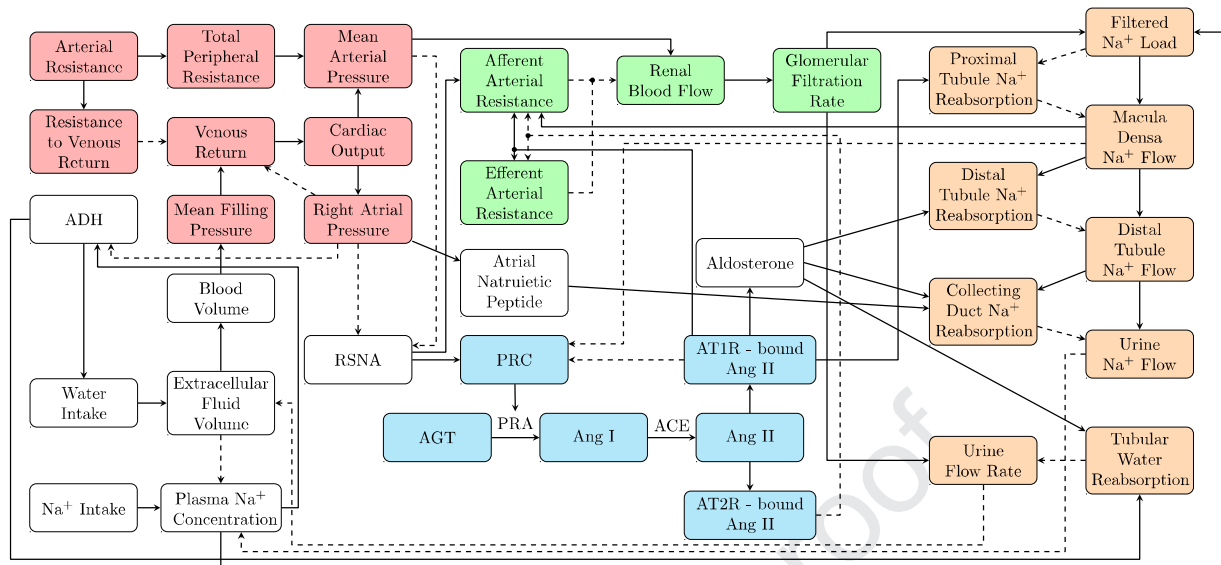 Arterial
Resistance
Total
Peripheral
Resistance
Mean
Arterial
Pressure
Afferent
Arterial
Resistance
Renal
Blood Flow
Glomerular
Filtration
Rate
Proximal
Tubule Na⁺
Reabsorption
Filtered
Na⁺ Load
Resistance
to Venous
Return
Venous
Return
Cardiac
Output
Macula
Densa
Na⁺ Flow
Efferent
Arterial
Resistance
Distal
Tubule Na⁺
Reabsorption
ADH
Mean Filling
Pressure
Right Atrial
Pressure
Distal
Tubule
Na⁺ Flow
Atrial
Natruietic
Peptide
Aldosterone
Blood
Volume
Collecting
Duct Na⁺
Reabsorption
RSNA
PRC
AT1R - bound
Ang II
Urine
Na⁺ Flow
Water
Intake
Extracellular
Fluid
Volume
AGT
PRA
Ang I
ACE
Ang II
Urine
Flow Rate
Tubular
Water
Reabsorption
Na⁺ Intake
Plasma Na⁺
Concentration
AT2R - bound
Ang II
roof